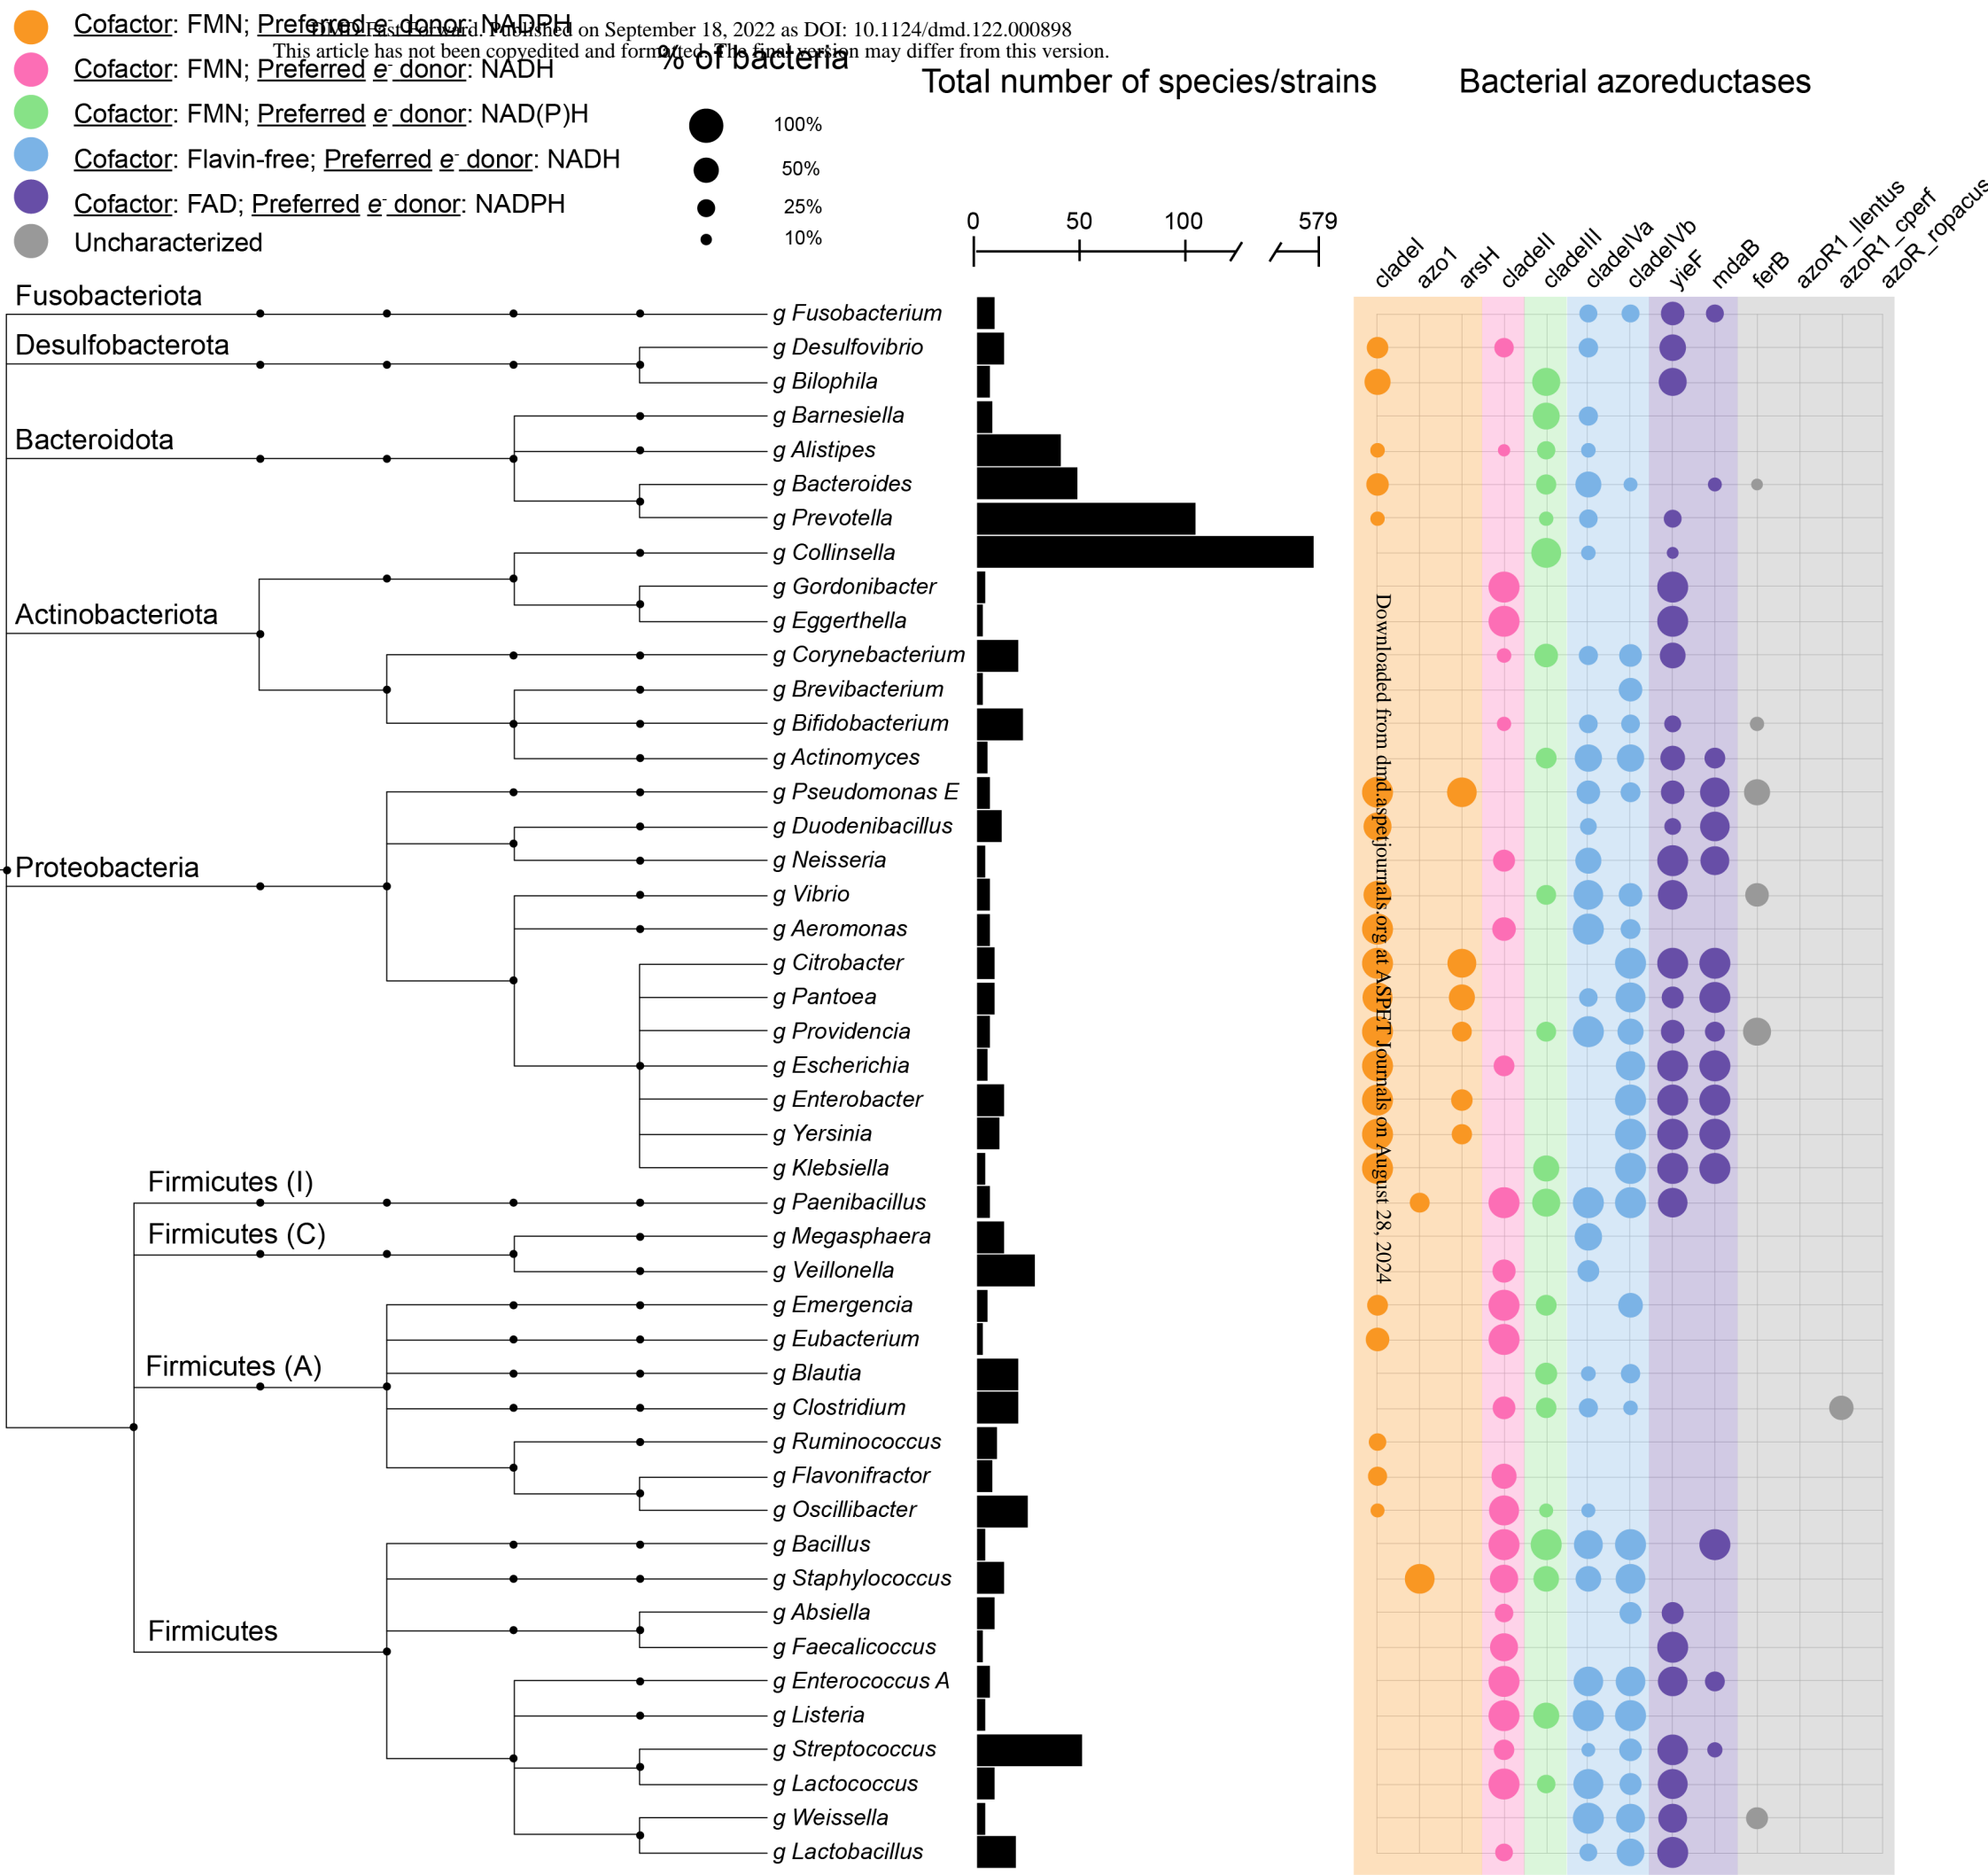 DMD Fast Forward. Published on September 18, 2022 as DOI: 10.1124/dmd.122.000898
This article has not been copyedited and formatted. The final version may differ from this version.
Cofactor: FMN; Preferred e- donor: NADPH
Cofactor: FMN; Preferred e- donor: NADH
Cofactor: FMN; Preferred e- donor: NAD(P)H
Cofactor: Flavin-free; Preferred e- donor: NADH
Cofactor: FAD; Preferred e- donor: NADPH
Uncharacterized
% of bacteria
100%
50%
25%
10%
Total number of species/strains
0 50 100 579
Bacterial azoreductases
cladeI
azo1
arsH
cladeII
cladeIII
cladeIVa
cladeIVb
yieF
mdaB
ferB
azoR1_llentus
azoR1_cperf
azoR_ropacus
Fusobacteriota
g Fusobacterium
Desulfobacterota
g Desulfovibrio
g Bilophila
Bacteroidota
g Barnesiella
g Alistipes
g Bacteroides
g Prevotella
Actinobacteriota
g Collinsella
g Gordonibacter
g Eggerthella
g Corynebacterium
g Brevibacterium
g Bifidobacterium
g Actinomyces
Proteobacteria
g Pseudomonas E
g Duodenibacillus
g Neisseria
g Vibrio
g Aeromonas
g Citrobacter
g Pantoea
g Providencia
g Escherichia
g Enterobacter
g Yersinia
g Klebsiella
Firmicutes (I)
g Paenibacillus
Firmicutes (C)
g Megasphaera
g Veillonella
Firmicutes (A)
g Emergencia
g Eubacterium
g Blautia
g Clostridium
g Ruminococcus
g Flavonifractor
g Oscillibacter
Firmicutes
g Bacillus
g Staphylococcus
g Absiella
g Faecalicoccus
g Enterococcus A
g Listeria
g Streptococcus
g Lactococcus
g Weissella
g Lactobacillus
Downloaded from dmd.aspetjournals.org at ASPET Journals on August 28, 2024